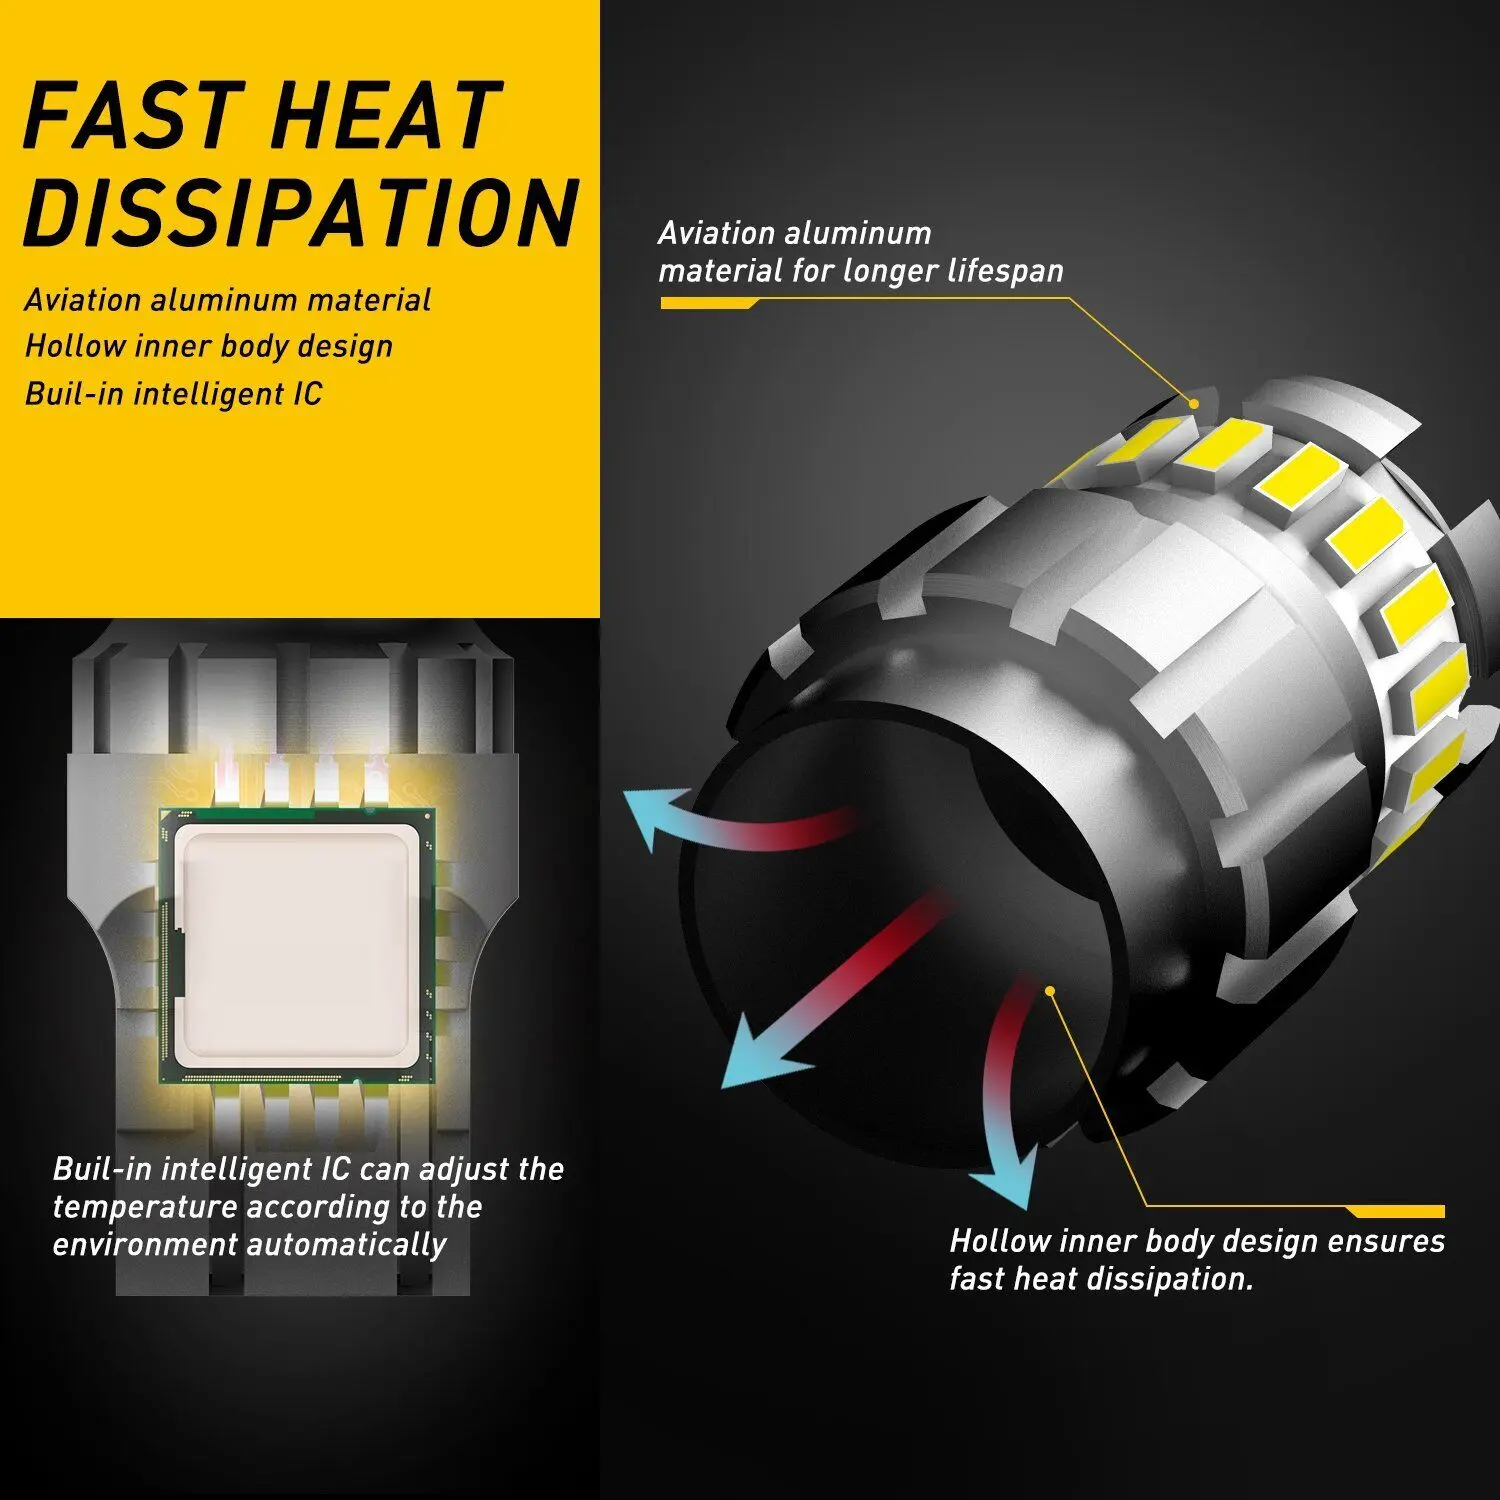 FAST HEAT
DISSIPATION
Aviation aluminum material
Hollow inner body design
Buil-in intelligent IC
Aviation aluminum
material for longer lifespan
Buil-in intelligent IC can adjust the
temperature according to the
environment automatically
Hollow inner body design ensures
fast heat dissipation.